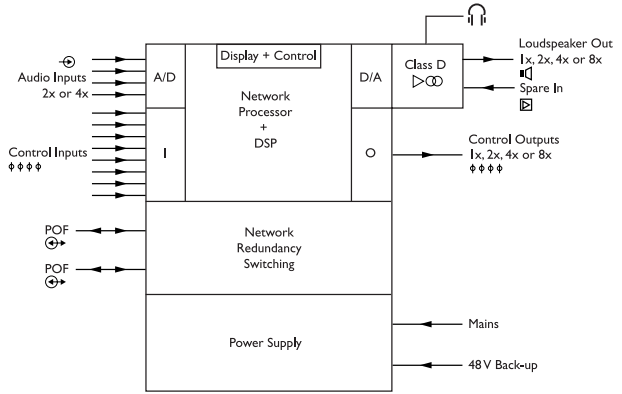 Audio Inputs
2x or 4x
Control Inputs
POF
POF
A/D
I
Display + Control
Network
Processor
+
DSP
D/A
O
Class D
Network
Redundancy
Switching
Power Supply
Loudspeaker Out
1x, 2x, 4x or 8x
Spare In
Control Outputs
1x, 2x, 4x or 8x
Mains
48V Back-up